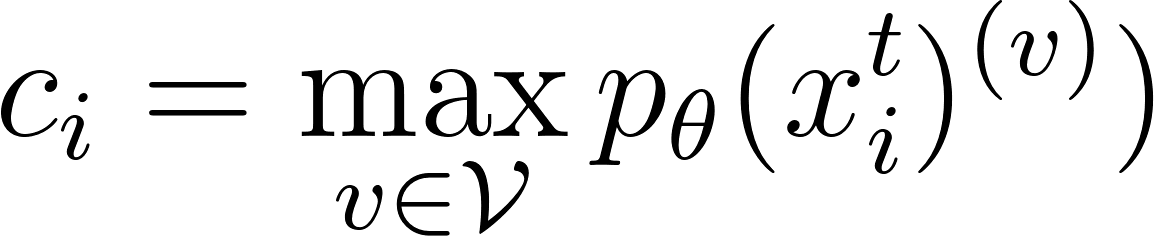 c_i = \max_{v \in \mathcal{V}} p_\theta(x_i^t)^{(v)})